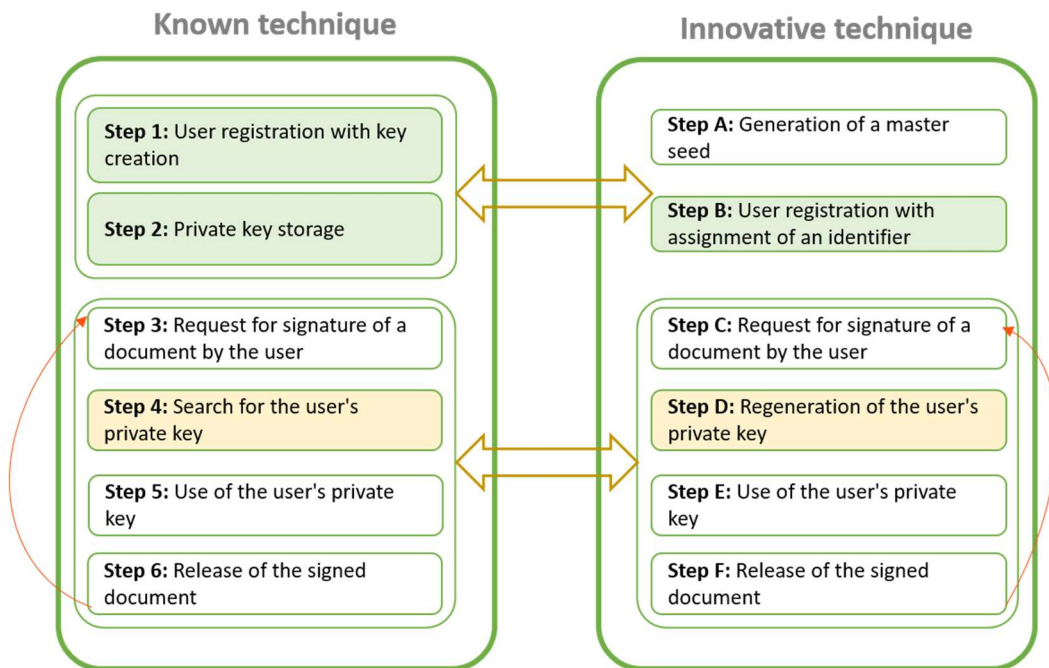 Known technique
Step 1: User registration with key
creation
Step 2: Private key storage
Step 3: Request for signature of a
document by the user
Step 4: Search for the user's
private key
Step 5: Use of the user's private
key
Step 6: Release of the signed
document
Innovative technique
Step A: Generation of a master
seed
Step B: User registration with
assignment of an identifier
Step C: Request for signature of a
document by the user
Step D: Regeneration of the user's
private key
Step E: Use of the user's private
key
Step F: Release of the signed
document